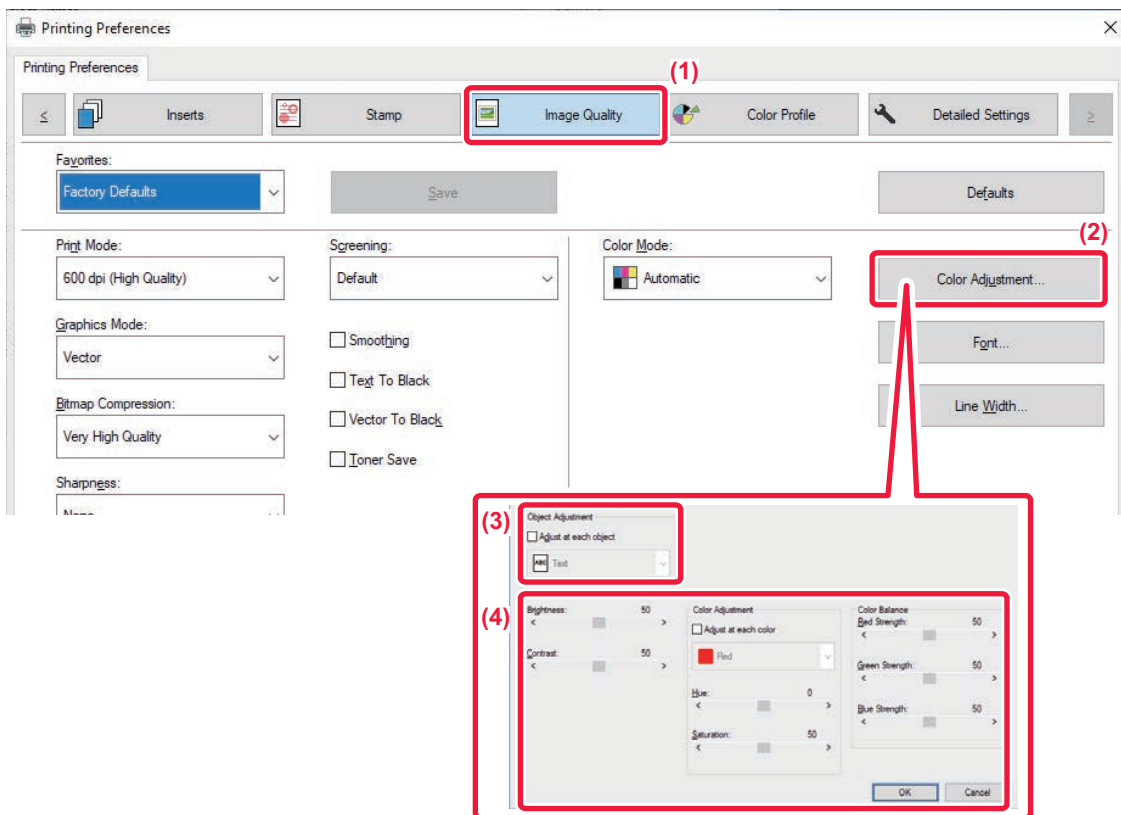 Printing Preferences
Printing Preferences
(1)
< Inserts Stamp Image Quality Color Profile Detailed Settings >
Favorites:
Factory Defaults Save Defaults
(2)
Print Mode: Screening: Color Mode:
600 dpi (High Quality) Default Automatic Color Adjustment...
Graphics Mode:
Vector Smoothing Font...
Text To Black
Bitmap Compression: Line Width...
Very High Quality Vector To Black
Toner Save
Sharpness:
None
(3) Object Adjustment
Adjust at each object
ABC Text
(4) Brightness: 50 Color Adjustment Color Balance
Adjust at each color Red Strength: 50
Contrast: 50 Red Green Strength: 50
Hue: 0 Blue Strength: 50
Saturation: 50
OK Cancel